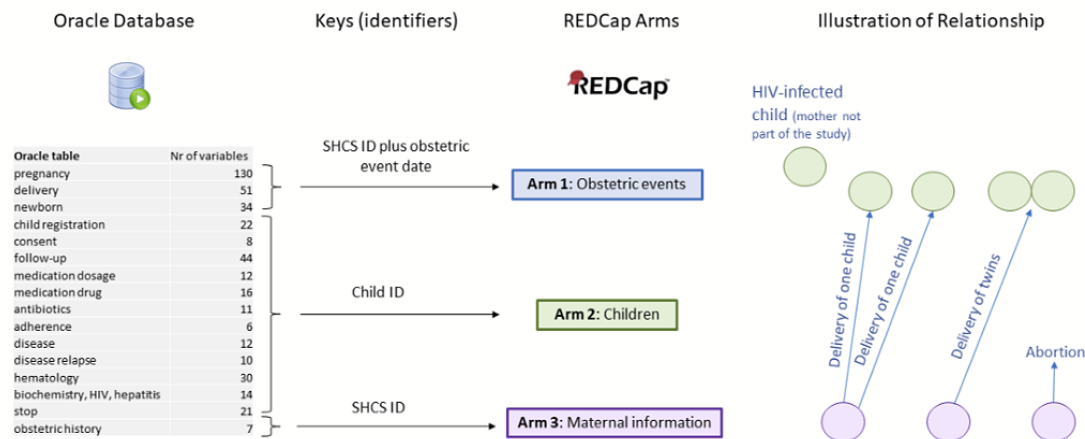 Oracle Database
Keys (identifiers)
REDCap Arms
Illustration of Relationship
REDCap™
HIV-infected
child (mother not
part of the study)
SHCS ID plus obstetric
event date
Oracle table Nr of variables
pregnancy 130
delivery 51
newborn 34
child registration 22
consent 8
follow-up 44
medication dosage 12
medication drug 16
antibiotics 11
adherence 6
disease 12
disease relapse 10
hematology 30
biochemistry, HIV, hepatitis 14
stop 21
obstetric history 7
Arm 1: Obstetric events
Child ID
Arm 2: Children
SHCS ID
Arm 3: Maternal information
Delivery of one child
Delivery of one child
Delivery of twins
Abortion